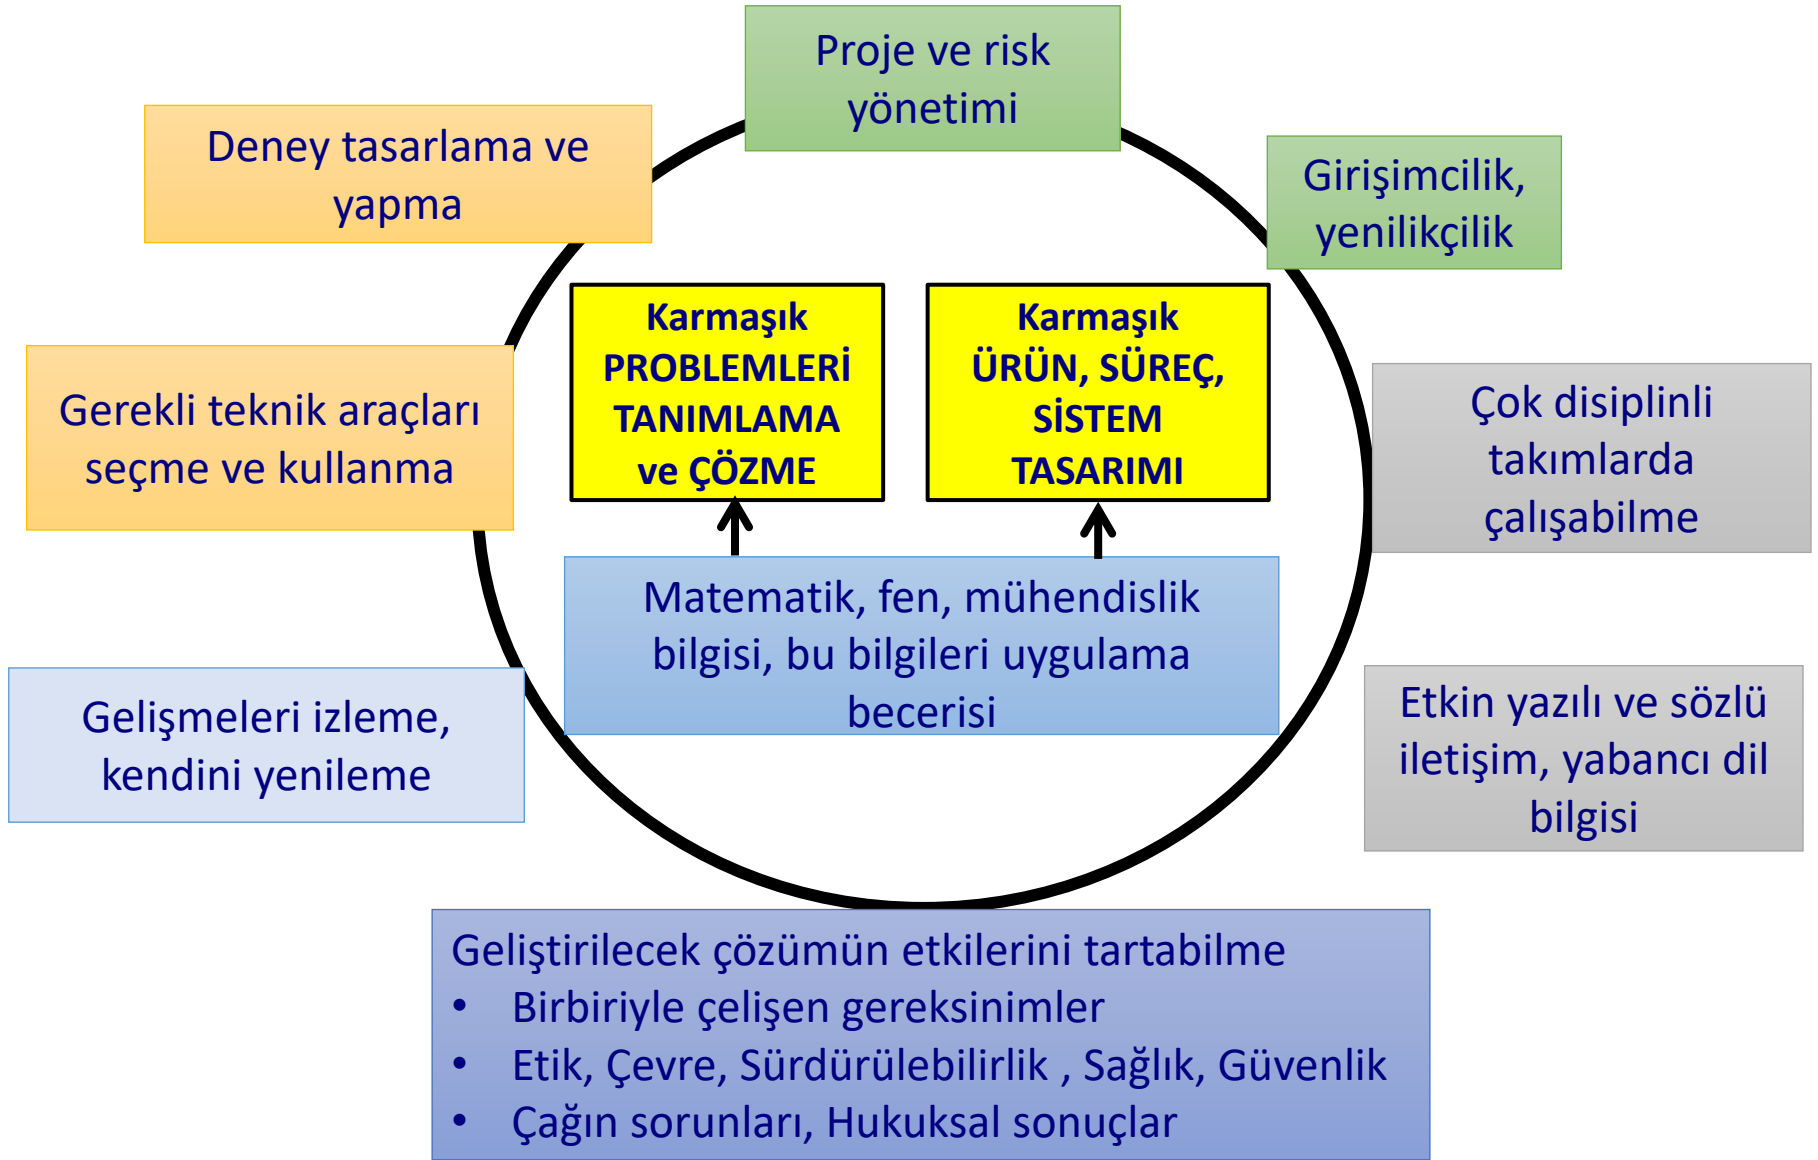 Proje ve risk
yönetimi
Deney tasarlama ve
yapma
Girişimcilik,
yenilikçilik
Karmaşık
PROBLEMLERİ
TANIMLAMA
ve ÇÖZME
Karmaşık
ÜRÜN, SÜREÇ,
SİSTEM
TASARIMI
Gerekli teknik araçları
seçme ve kullanma
Çok disiplinli
takımlarda
çalışabilme
Matematik, fen, mühendislik
bilgisi, bu bilgileri uygulama
becerisi
Gelişmeleri izleme,
kendini yenileme
Etkin yazılı ve sözlü
iletişim, yabancı dil
bilgisi
Geliştirilecek çözümün etkilerini tartabilme
• Birbiriyle çelişen gereksinimler
• Etik, Çevre, Sürdürülebilirlik , Sağlık, Güvenlik
• Çağın sorunları, Hukuksal sonuçlar